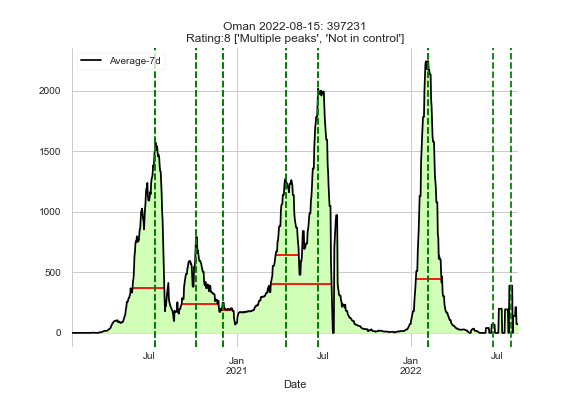 Oman 2022-08-15: 397231
Rating:8 ['Multiple peaks', 'Not in control']
Average-7d
2000
1500
1000
500
0
Jul
Jan
2021
Jul
Jan
2022
Jul
Date